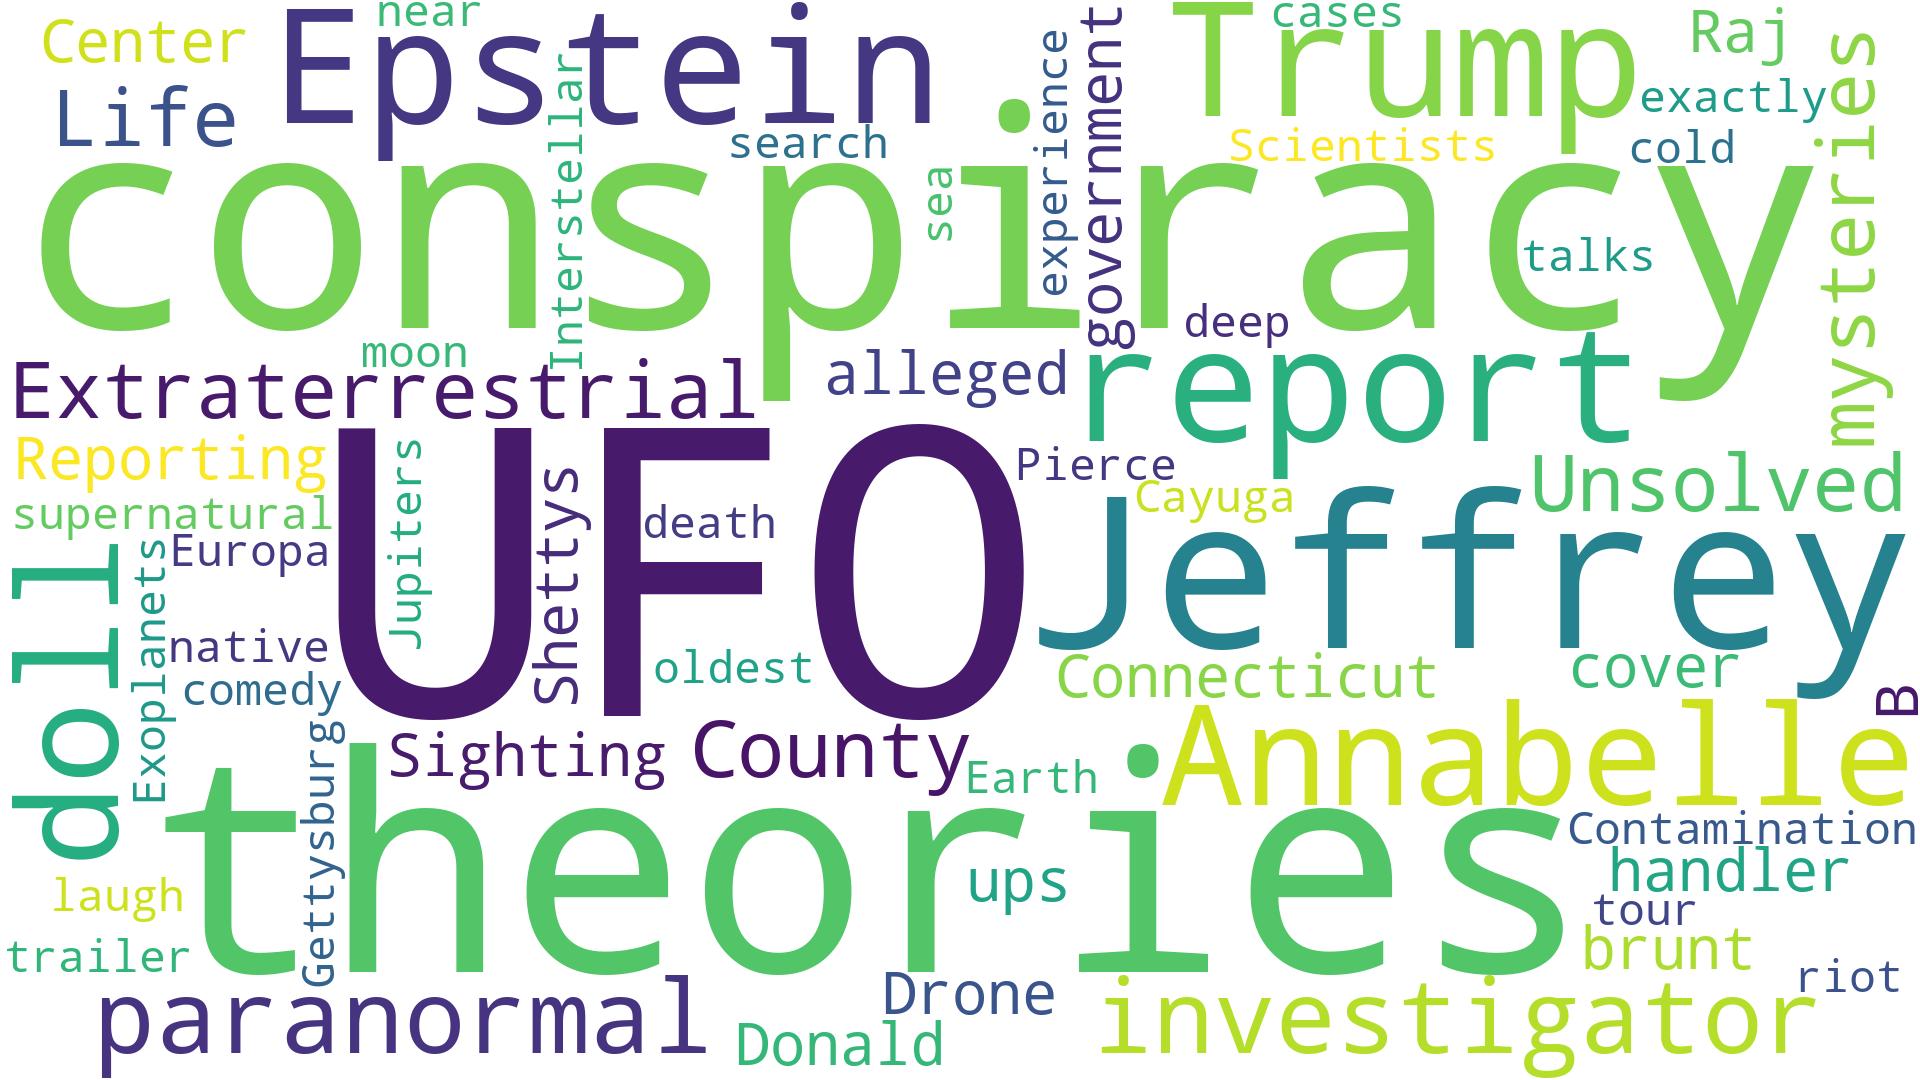 near
cases
Center
Epstein
Trump
Raj
Life
Interstellar
experience
government
mysteries
exactly
search
Scientists
cold
conspiracy
sea
talks
moon
deep
Extraterrestrial
alleged
report
Reporting
Jupiters
Shettys
Pierce
Unsolved
supernatural
UFO
death
Cayuga
Jeffrey
doll
Exoplanets
Europa
native
comedy
oldest
Connecticut
cover
B
Gettysburg
Sighting
County
Earth
Annabelle
theories
Contamination
laugh
ups
handler
tour
trailer
brunt
paranormal
Drone
investigator
riot
Donald